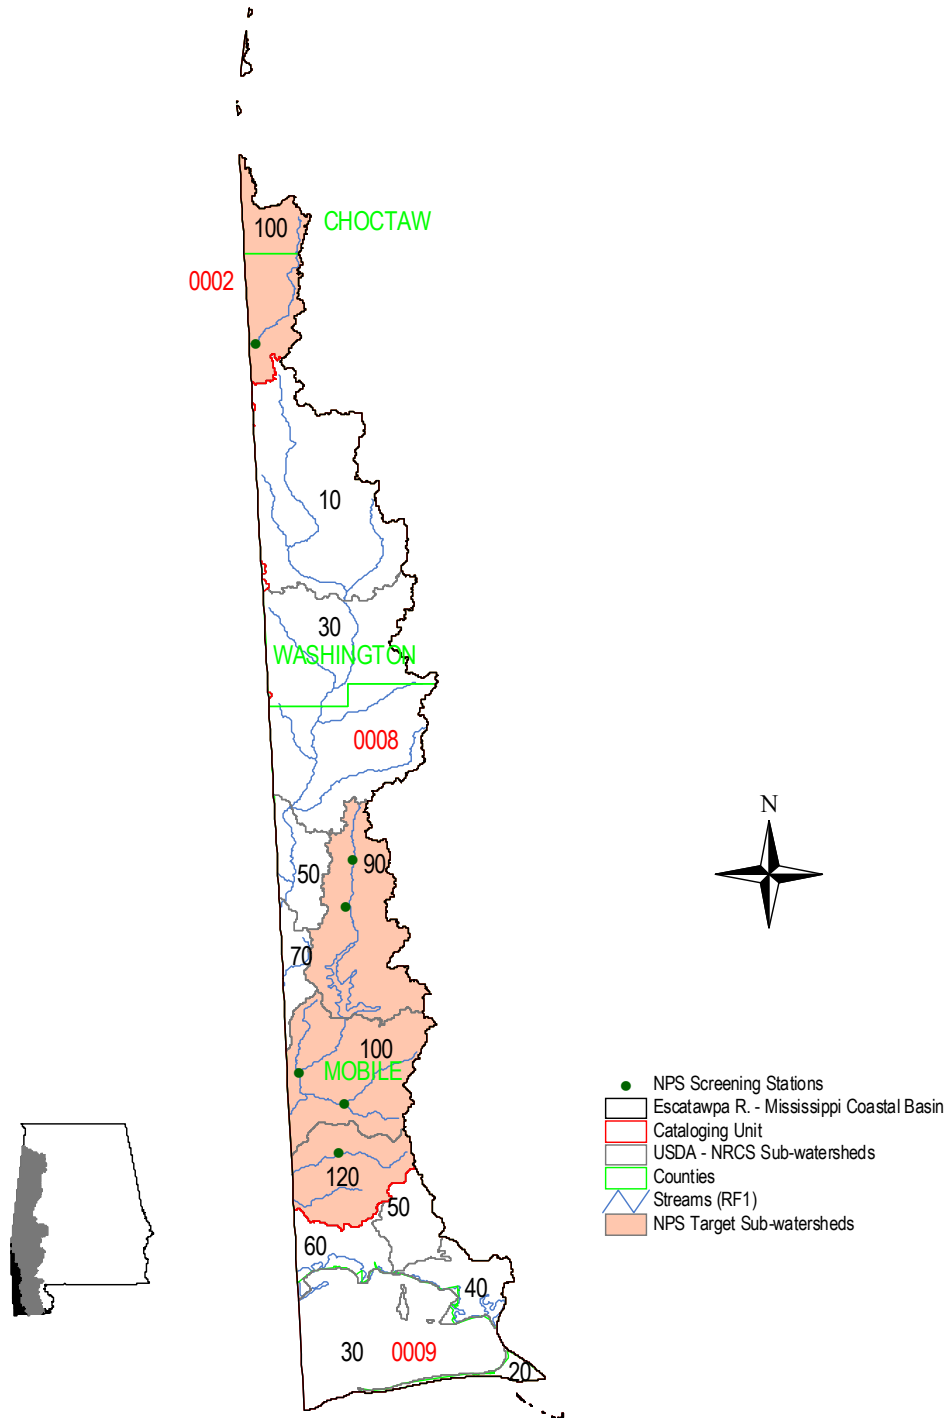 CHOCTAW
100
0002
10
30
WASHINGTON
0008
N
90
50
70
100
MOBILE
NPS Screening Stations
Escatawpa R. - Mississippi Coastal Basin
Cataloging Unit
USDA - NRCS Sub-watersheds
Counties
Streams (RF1)
NPS Target Sub-watersheds
120
50
60
40
30
0009
20